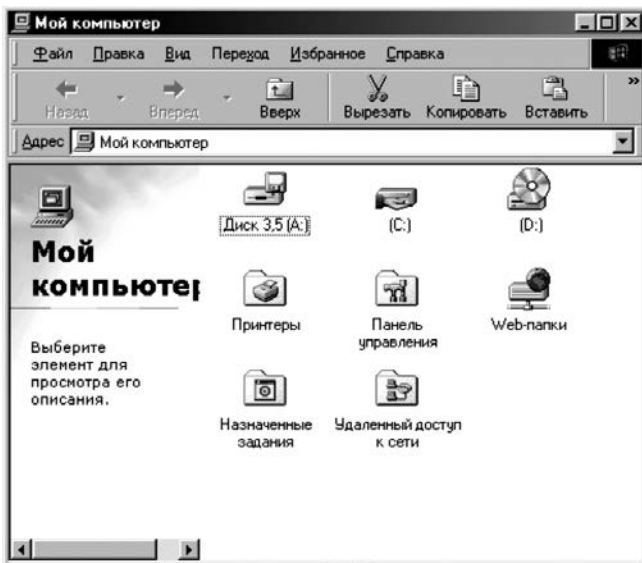 Мой компьютер
Файл Правка Вид Переход Избранное Справка
Назад Вперед Вверх Вырезать Копировать Вставить »
Адрес Мой компьютер
Диск 3,5 (A:) (C:) (D:)
Мой
компьютер
Принтеры Панель управления Web-папки
Выберите
элемент для
просмотра его
описания.
Назначенные задания Удаленный доступ к сети